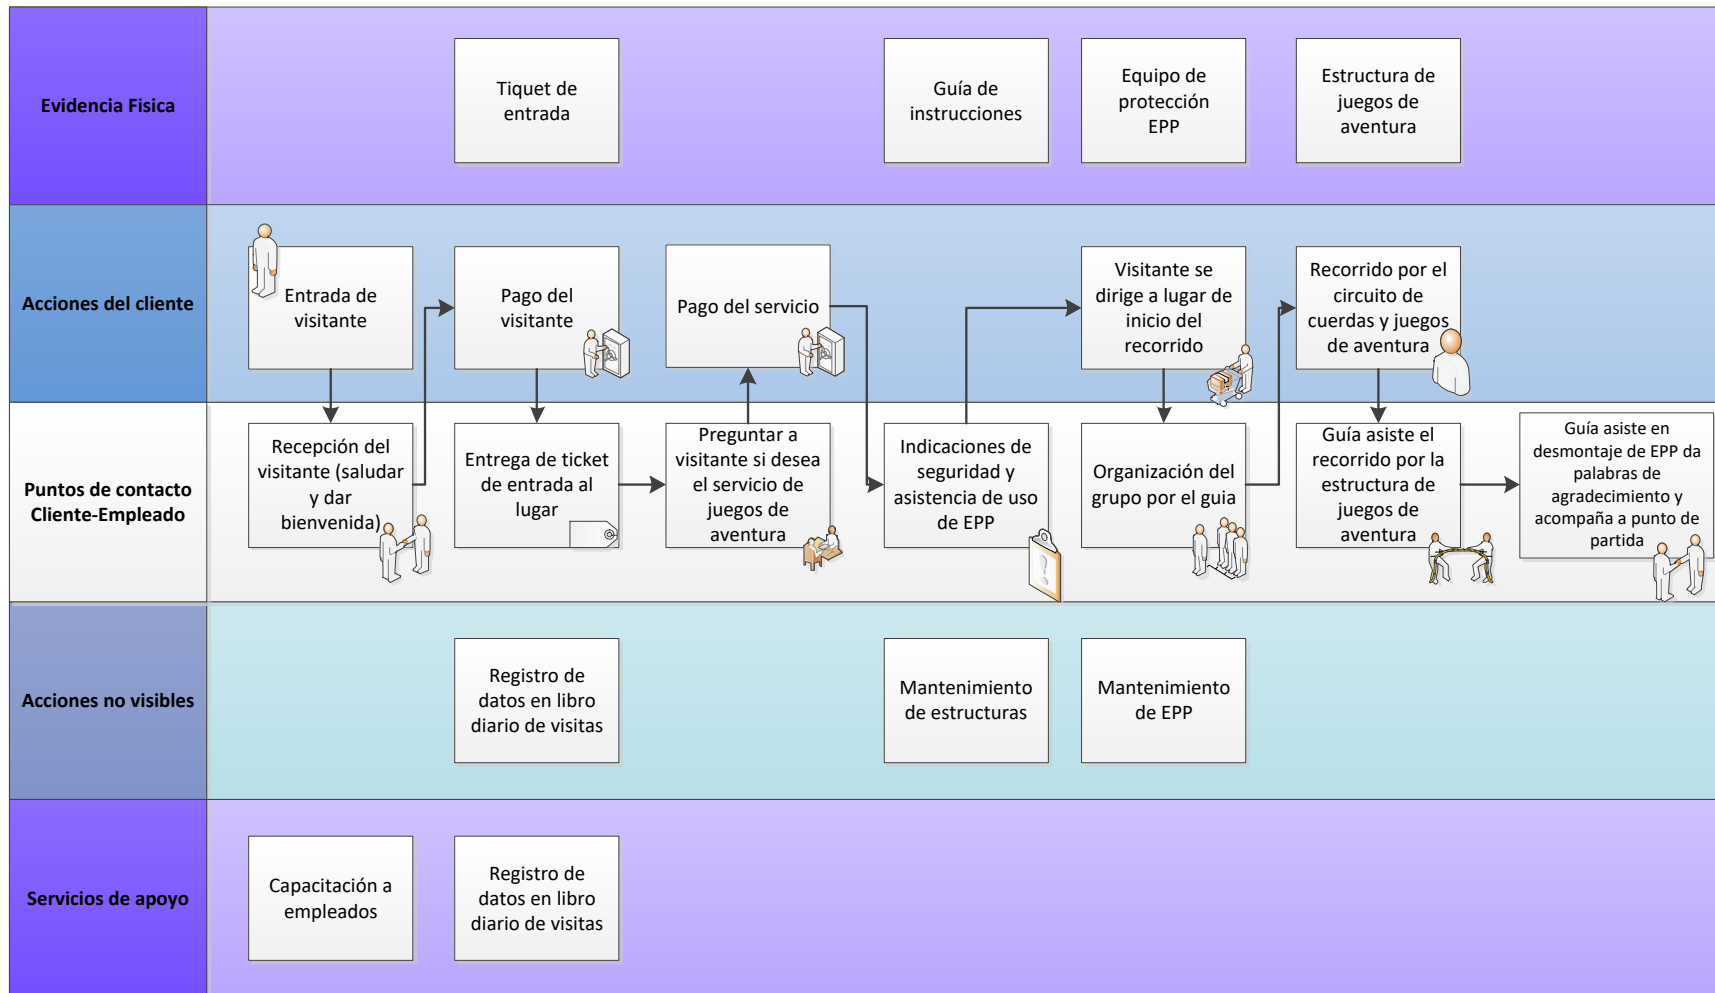 Evidencia Fisica
Tiquet de
entrada
Guía de
instrucciones
Equipo de
protección
EPP
Estructura de
juegos de
aventura
Acciones del cliente
Entrada de
visitante
Pago del
visitante
Pago del servicio
Visitante se
dirige a lugar de
inicio del
recorrido
Recorrido por el
circuito de
cuerdas y juegos
de aventura
Puntos de contacto
Cliente-Empleado
Recepción del
visitante (saludar
y dar
bienvenida)
Entrega de ticket
de entrada al
lugar
Preguntar a
visitante si desea
el servicio de
juegos de
aventura
Indicaciones de
seguridad y
asistencia de uso
de EPP
Organización del
grupo por el guia
Guía asiste el
recorrido por la
estructura de
juegos de
aventura
Guía asiste en
desmontaje de EPP da
palabras de
agradecimiento y
acompaña a punto de
partida
Acciones no visibles
Registro de
datos en libro
diario de visitas
Mantenimiento
de estructuras
Mantenimiento
de EPP
Servicios de apoyo
Capacitación a
empleados
Registro de
datos en libro
diario de visitas